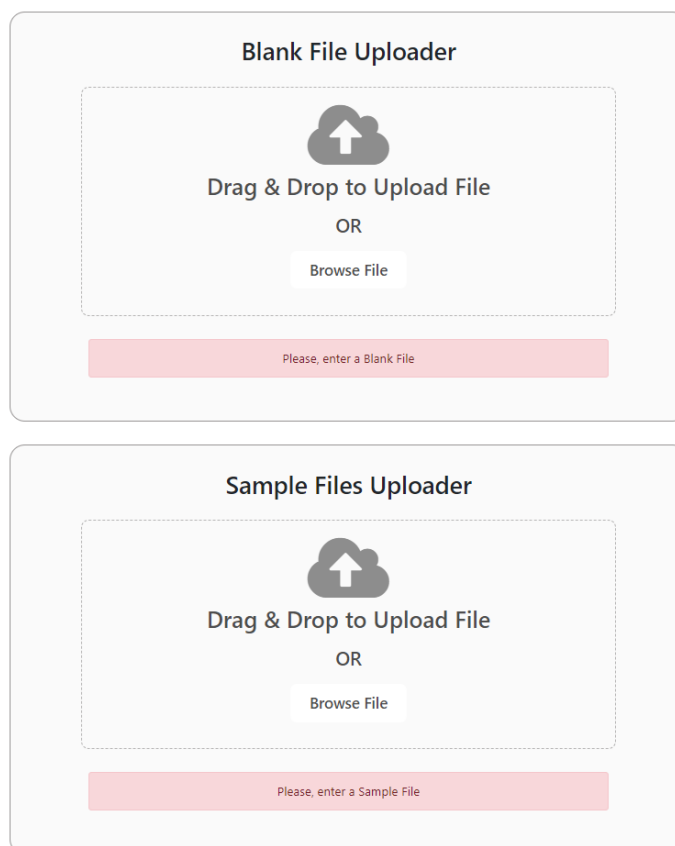 Blank File Uploader
Drag & Drop to Upload File
OR
Browse File
Please, enter a Blank File
Sample Files Uploader
Drag & Drop to Upload File
OR
Browse File
Please, enter a Sample File